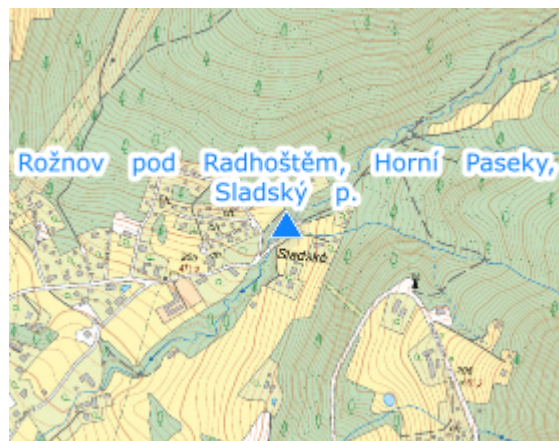 Rožnov pod Radhoštěm, Horní Paseky,
Sladský p.
Sladské